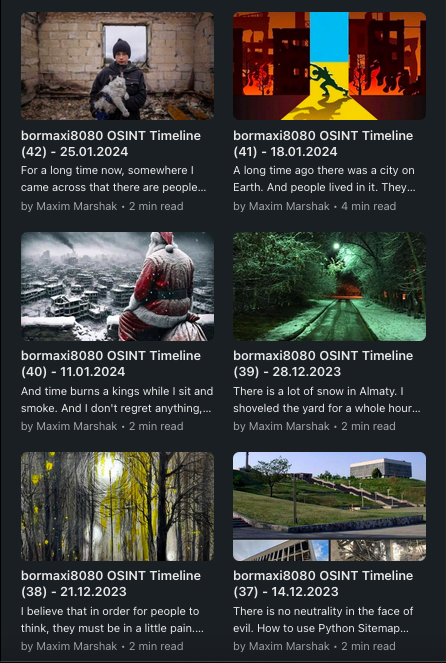 bormaxi8080 OSINT Timeline
(42) - 25.01.2024
For a long time now, somewhere I
came across that there are people...
by Maxim Marshak • 2 min read
bormaxi8080 OSINT Timeline
(41) - 18.01.2024
A long time ago there was a city on
Earth. And people lived in it. They...
by Maxim Marshak • 4 min read
bormaxi8080 OSINT Timeline
(40) - 11.01.2024
And time burns a kings while I sit and
smoke. And I don't regret anything,...
by Maxim Marshak • 2 min read
bormaxi8080 OSINT Timeline
(39) - 28.12.2023
There is a lot of snow in Almaty. I
shoveled the yard for a whole hour...
by Maxim Marshak • 2 min read
bormaxi8080 OSINT Timeline
(38) - 21.12.2023
I believe that in order for people to
think, they must be in a little pain....
by Maxim Marshak • 2 min read
bormaxi8080 OSINT Timeline
(37) - 14.12.2023
There is no neutrality in the face of
evil. How to use Python Sitemap...
by Maxim Marshak • 2 min read